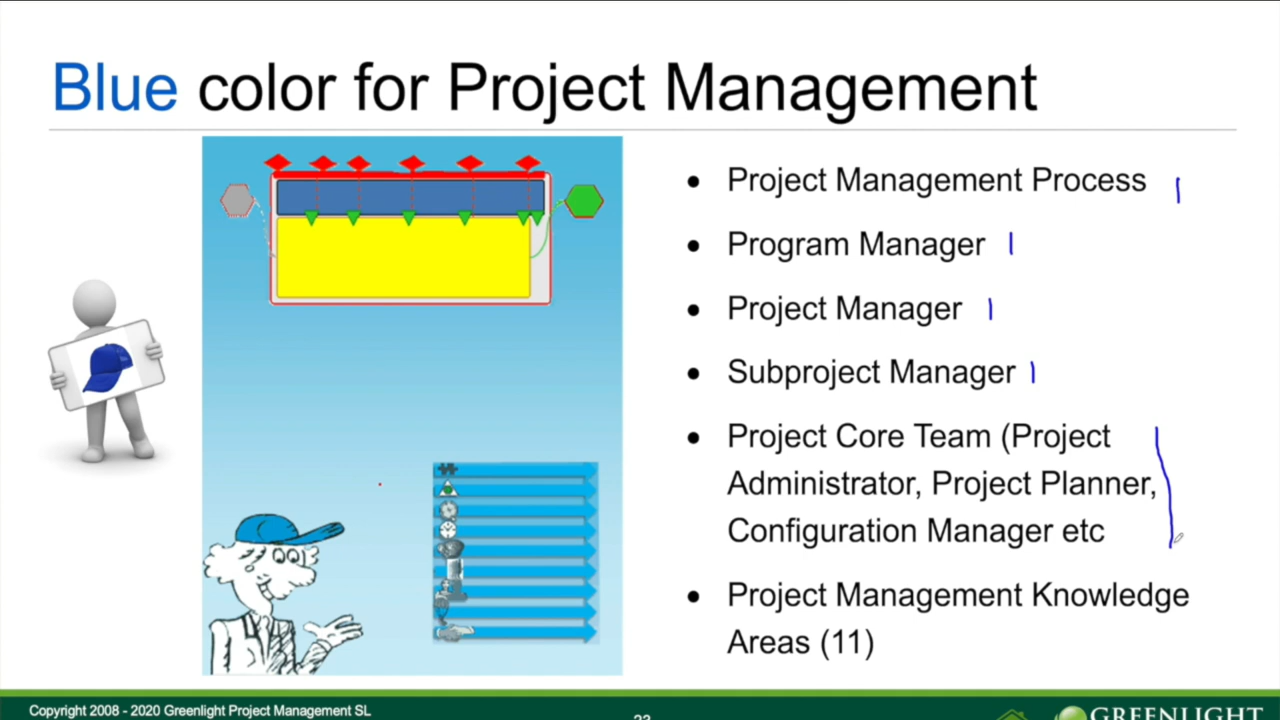 Blue color for Project Management
• Project Management Process
• Program Manager
• Project Manager
• Subproject Manager
• Project Core Team (Project
Administrator, Project Planner,
Configuration Manager etc
• Project Management Knowledge
Areas (11)
Copyright 2008 - 2020 Greenlight Project Management SL
23
GREENLIGHT